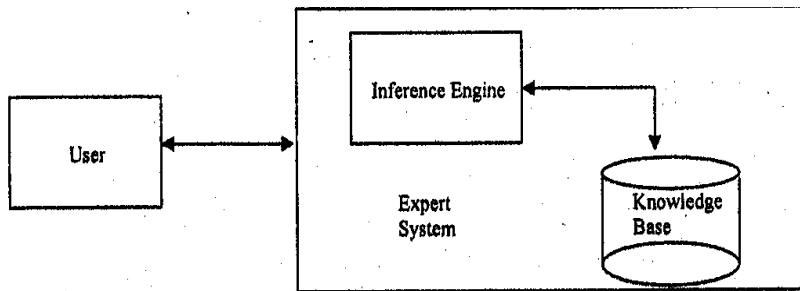 Inference Engine
User
Expert
System
Knowledge
Base